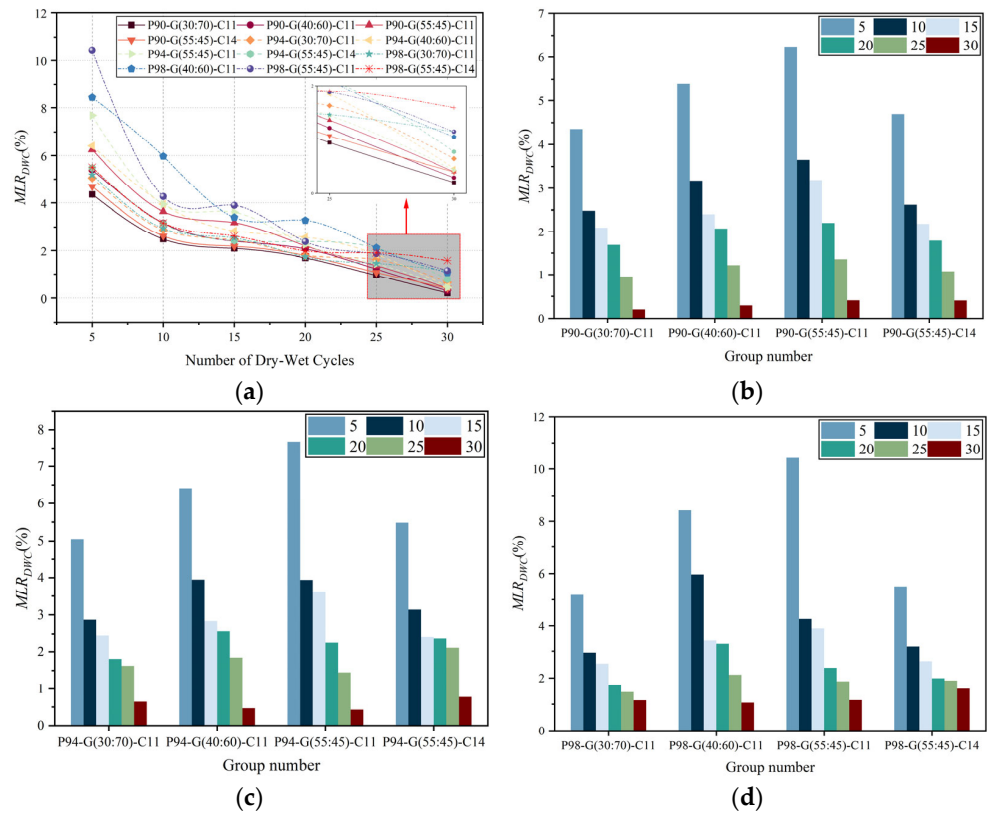 P90-G(30:70)-C11 P90-G(40:60)-C11 P90-G(55:45)-C11
P90-G(55:45)-C14 P94-G(30:70)-C11 P94-G(40:60)-C11
P94-G(55:45)-C11 P94-G(55:45)-C14 P98-G(30:70)-C11
P98-G(40:60)-C11 P98-G(55:45)-C11 P98-G(55:45)-C14
12
10
8
6
4
2
0
MLR_DWC(%)
1
0
25 30
5 10 15 20 25 30
Number of Dry-Wet Cycles
(a)
5 10 15
20 25 30
7
6
5
4
3
2
1
0
MLR_DWC(%)
P90-G(30:70)-C11 P90-G(40:60)-C11 P90-G(55:45)-C11 P90-G(55:45)-C14
Group number
(b)
5 10 15
20 25 30
8
7
6
5
4
3
2
1
0
MLR_DWC(%)
P94-G(30:70)-C11 P94-G(40:60)-C11 P94-G(55:45)-C11 P94-G(55:45)-C14
Group number
(c)
5 10 15
20 25 30
12
10
8
6
4
2
0
MLR_DWC(%)
P98-G(30:70)-C11 P98-G(40:60)-C11 P98-G(55:45)-C11 P98-G(55:45)-C14
Group number
(d)